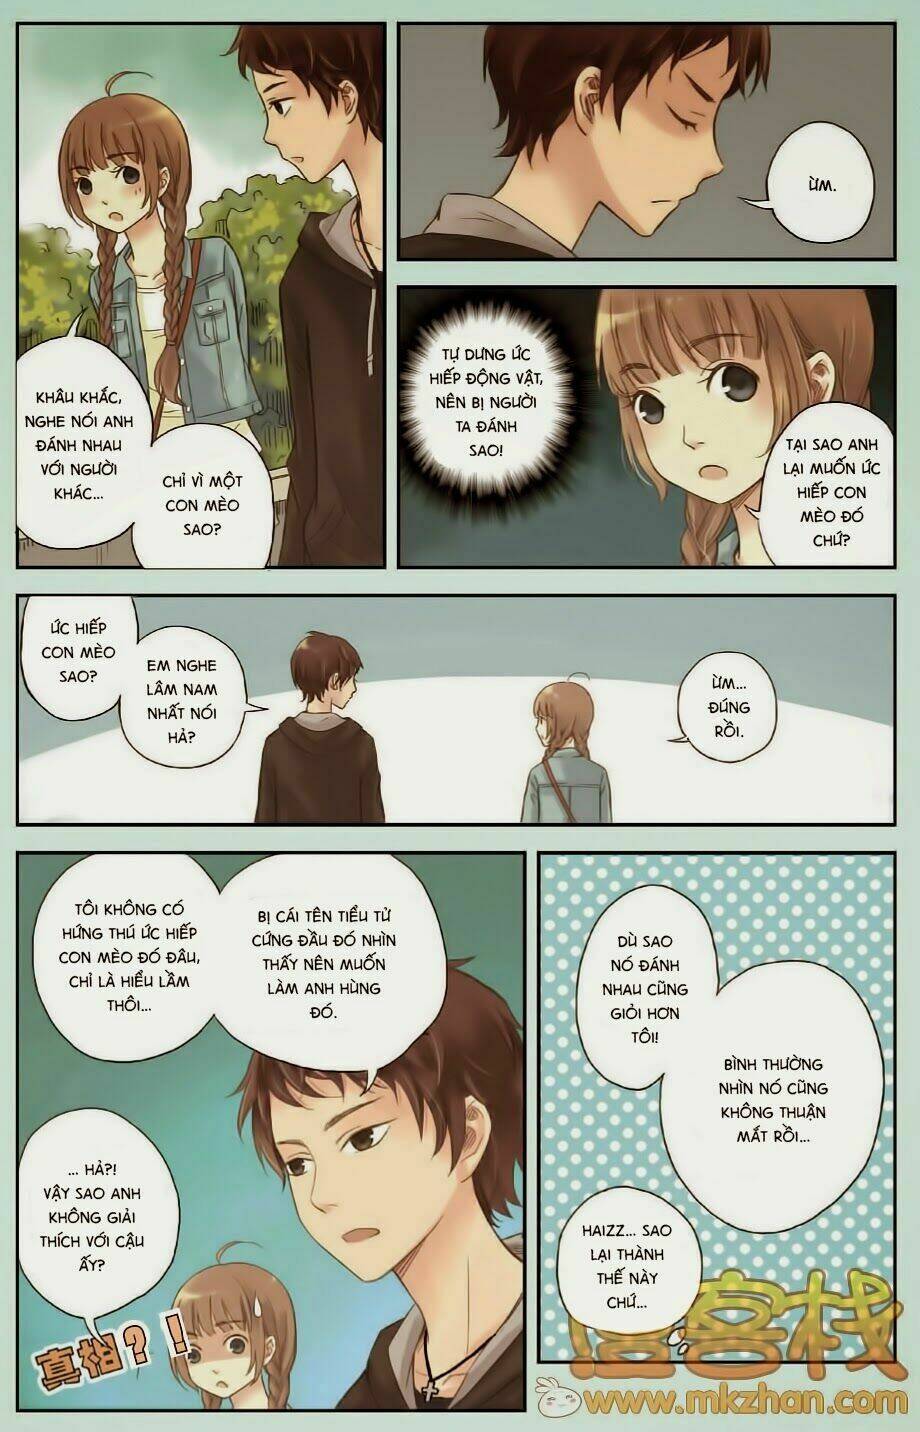 KHÂU KHẮC,
NGHE NÓI ANH
ĐÁNH NHAU
VỚI NGƯỜI
KHÁC...
CHỈ VÌ MỘT
CON MÈO
SAO?
ỪM.
TỰ DƯNG ỨC
HIẾP ĐỘNG VẬT,
NÊN BỊ NGƯỜI
TA ĐÁNH
SAO!
TẠI SAO ANH
LẠI MUỐN ỨC
HIẾP CON
MÈO ĐÓ
CHỨ?
ỨC HIẾP
CON MÈO
SAO?
EM NGHE
LÂM NAM
NHẤT NÓI
HẢ?
ỪM...
ĐÚNG
RỒI.
TÔI KHÔNG CÓ
HỨNG THÚ ỨC HIẾP
CON MÈO ĐÓ ĐÂU,
CHỈ LÀ HIỂU LẦM
THÔI...
BỊ CÁI TÊN TIỂU TỬ
CỨNG ĐẦU ĐÓ NHÌN
THẤY NÊN MUỐN
LÀM ANH HÙNG
ĐÓ.
... HẢ?!
VẬY SAO ANH
KHÔNG GIẢI
THÍCH VỚI CẬU
ẤY?
真相？！
DÙ SAO
NÓ ĐÁNH
NHAU CŨNG
GIỎI HƠN
TÔI!
BÌNH THƯỜNG
NHÌN NÓ CŨNG
KHÔNG THUẬN
MẮT RỒI...
HAIZZ... SAO
LẠI THÀNH
THẾ NÀY
CHỨ...
漫客栈
www.mkzhan.com